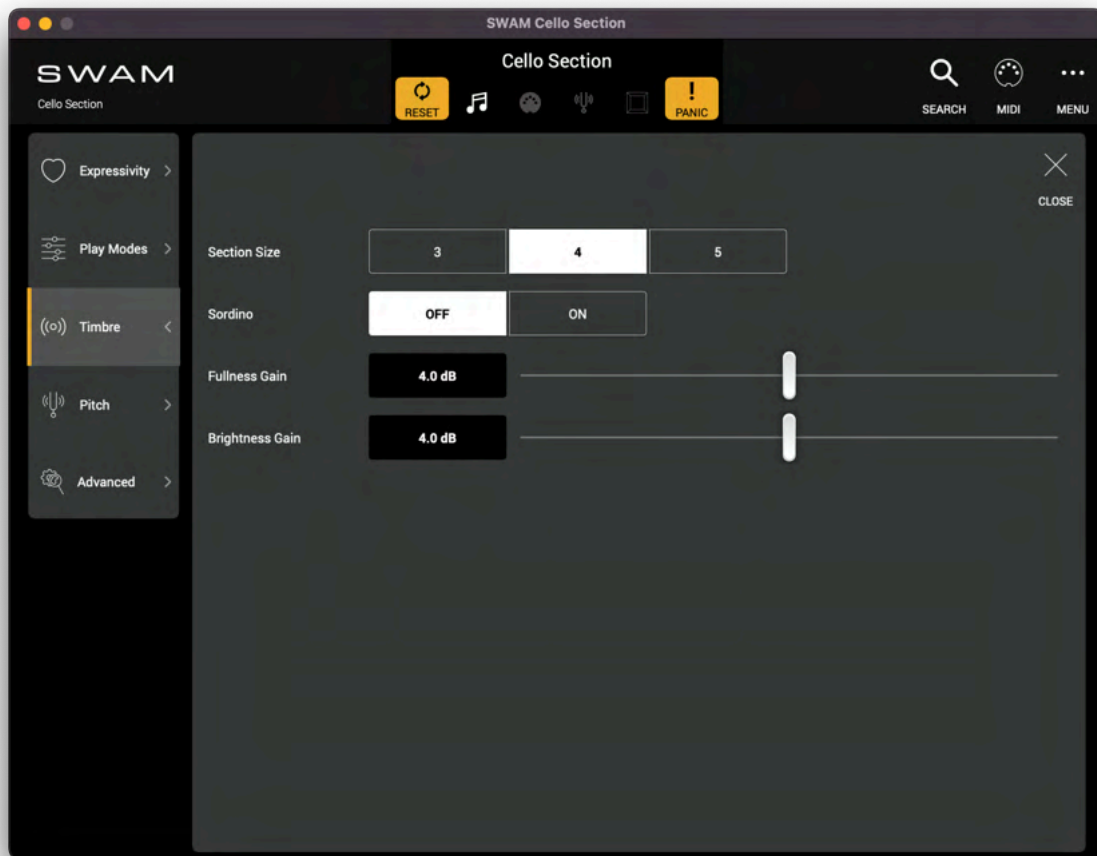 SWAM Cello Section
SWAM
Cello Section
Cello Section
RESET
PANIC
SEARCH
MIDI
MENU
Expressivity
Play Modes
Timbre
Pitch
Advanced
CLOSE
Section Size 3 4 5
Sordino OFF ON
Fullness Gain 4.0 dB
Brightness Gain 4.0 dB